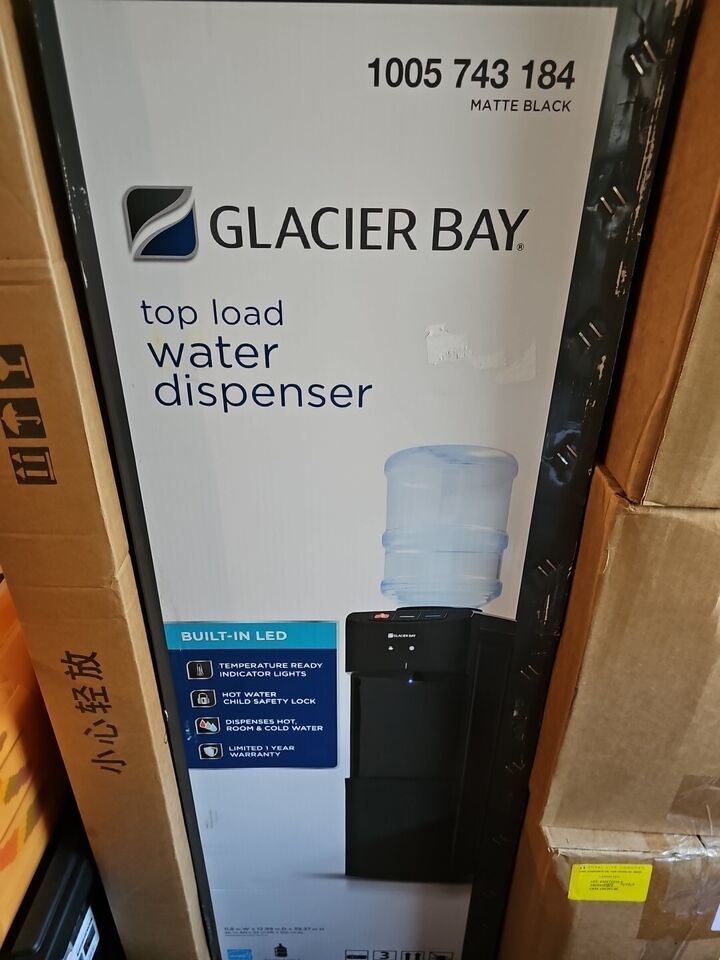 1005 743 184
MATTE BLACK
GLACIER BAY®
top load
water
dispenser
GLACIER BAY
BUILT-IN LED
TEMPERATURE READY
INDICATOR LIGHTS
HOT WATER
CHILD SAFETY LOCK
DISPENSES HOT,
ROOM & COLD WATER
LIMITED 1 YEAR
WARRANTY
3
小心轻放